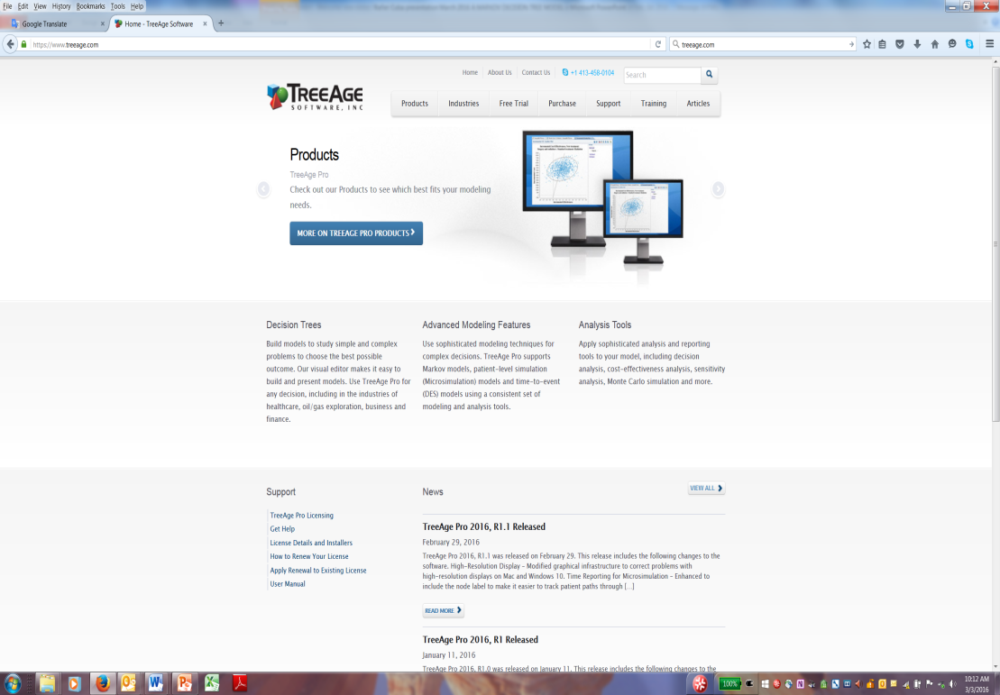 File Edit View History Bookmarks Tools Help
Google Translate
Home - TreeAge Software
https://www.treeage.com
treeage.com
Home About Us Contact Us +1 413-458-0104 Search
TREEAGE
SOFTWARE, INC
Products Industries Free Trial Purchase Support Training Articles
Products
TreeAge Pro
Check out our Products to see which best fits your modeling
needs.
MORE ON TREEAGE PRO PRODUCTS
Decision Trees
Build models to study simple and complex
problems to choose the best possible
outcome. Our visual editor makes it easy to
build and present models. Use TreeAge Pro for
any decision, including in the industries of
healthcare, oil/gas exploration, business and
finance.
Advanced Modeling Features
Use sophisticated modeling techniques for
complex decisions. TreeAge Pro supports
Markov models, patient-level simulation
(Microsimulation) models and time-to-event
(DES) models using a consistent set of
modeling and analysis tools.
Analysis Tools
Apply sophisticated analysis and reporting
tools to your model, including decision
analysis, cost-effectiveness analysis, sensitivity
analysis, Monte Carlo simulation and more.
Support
TreeAge Pro Licensing
Get Help
License Details and Installers
How to Renew Your License
Apply Renewal to Existing License
User Manual
News
VIEW ALL
TreeAge Pro 2016, R1.1 Released
February 29, 2016
TreeAge Pro 2016, R1.1 was released on February 29. This release includes the following changes to the
software. High-Resolution Display - Modified graphical infrastructure to correct problems with
high-resolution displays on Mac and Windows 10. Time Reporting for Microsimulation - Enhanced to
include the node label to make it easier to track patient paths through [...]
READ MORE
TreeAge Pro 2016, R1 Released
January 11, 2016
TreeAge Pro 2016, R1.0 was released on January 11. This release includes the following changes to the
100%
10:12 AM
3/3/2016